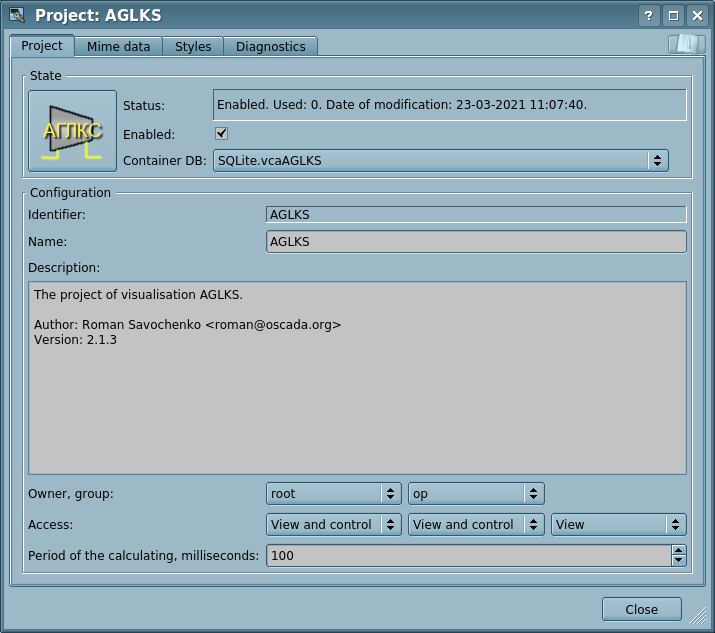 Project: AGLKS
?
Project Mime data Styles Diagnostics
State
АГЛКС
Status: Enabled. Used: 0. Date of modification: 23-03-2021 11:07:40.
Enabled:
Container DB: SQLite.vcaAGLKS
Configuration
Identifier: AGLKS
Name: AGLKS
Description:
The project of visualisation AGLKS.
Author: Roman Savochenko <roman@oscada.org>
Version: 2.1.3
Owner, group: root op
Access: View and control View and control View
Period of the calculating, milliseconds: 100
Close